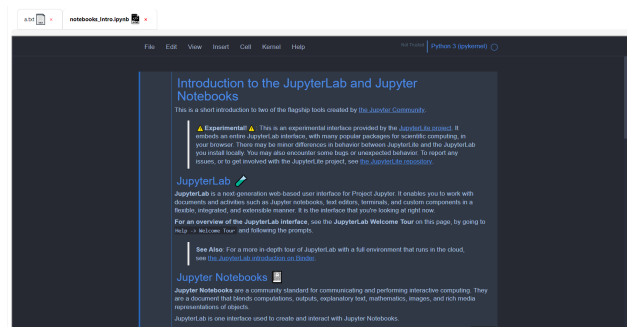 a.txt ×
notebooks_Intro.ipynb ×
File Edit View Insert Cell Kernel Help
Not Trusted Python 3 (ipykernel)
Introduction to the JupyterLab and Jupyter
Notebooks
This is a short introduction to two of the flagship tools created by the Jupyter Community.
⚠ Experimental! ⚠ : This is an experimental interface provided by the JupyterLite project. It
embeds an entire JupyterLab interface, with many popular packages for scientific computing, in
your browser. There may be minor differences in behavior between JupyterLite and the JupyterLab
you install locally. You may also encounter some bugs or unexpected behavior. To report any
issues, or to get involved with the JupyterLite project, see the JupyterLite repository.
JupyterLab
JupyterLab is a next-generation web-based user interface for Project Jupyter. It enables you to work with
documents and activities such as Jupyter notebooks, text editors, terminals, and custom components in a
flexible, integrated, and extensible manner. It is the interface that you're looking at right now.
For an overview of the JupyterLab interface, see the JupyterLab Welcome Tour on this page, by going to
Help -> Welcome Tour and following the prompts.
See Also: For a more in-depth tour of JupyterLab with a full environment that runs in the cloud,
see the JupyterLab introduction on Binder.
Jupyter Notebooks
Jupyter Notebooks are a community standard for communicating and performing interactive computing. They
are a document that blends computations, outputs, explanatory text, mathematics, images, and rich media
representations of objects.
JupyterLab is one interface used to create and interact with Jupyter Notebooks.